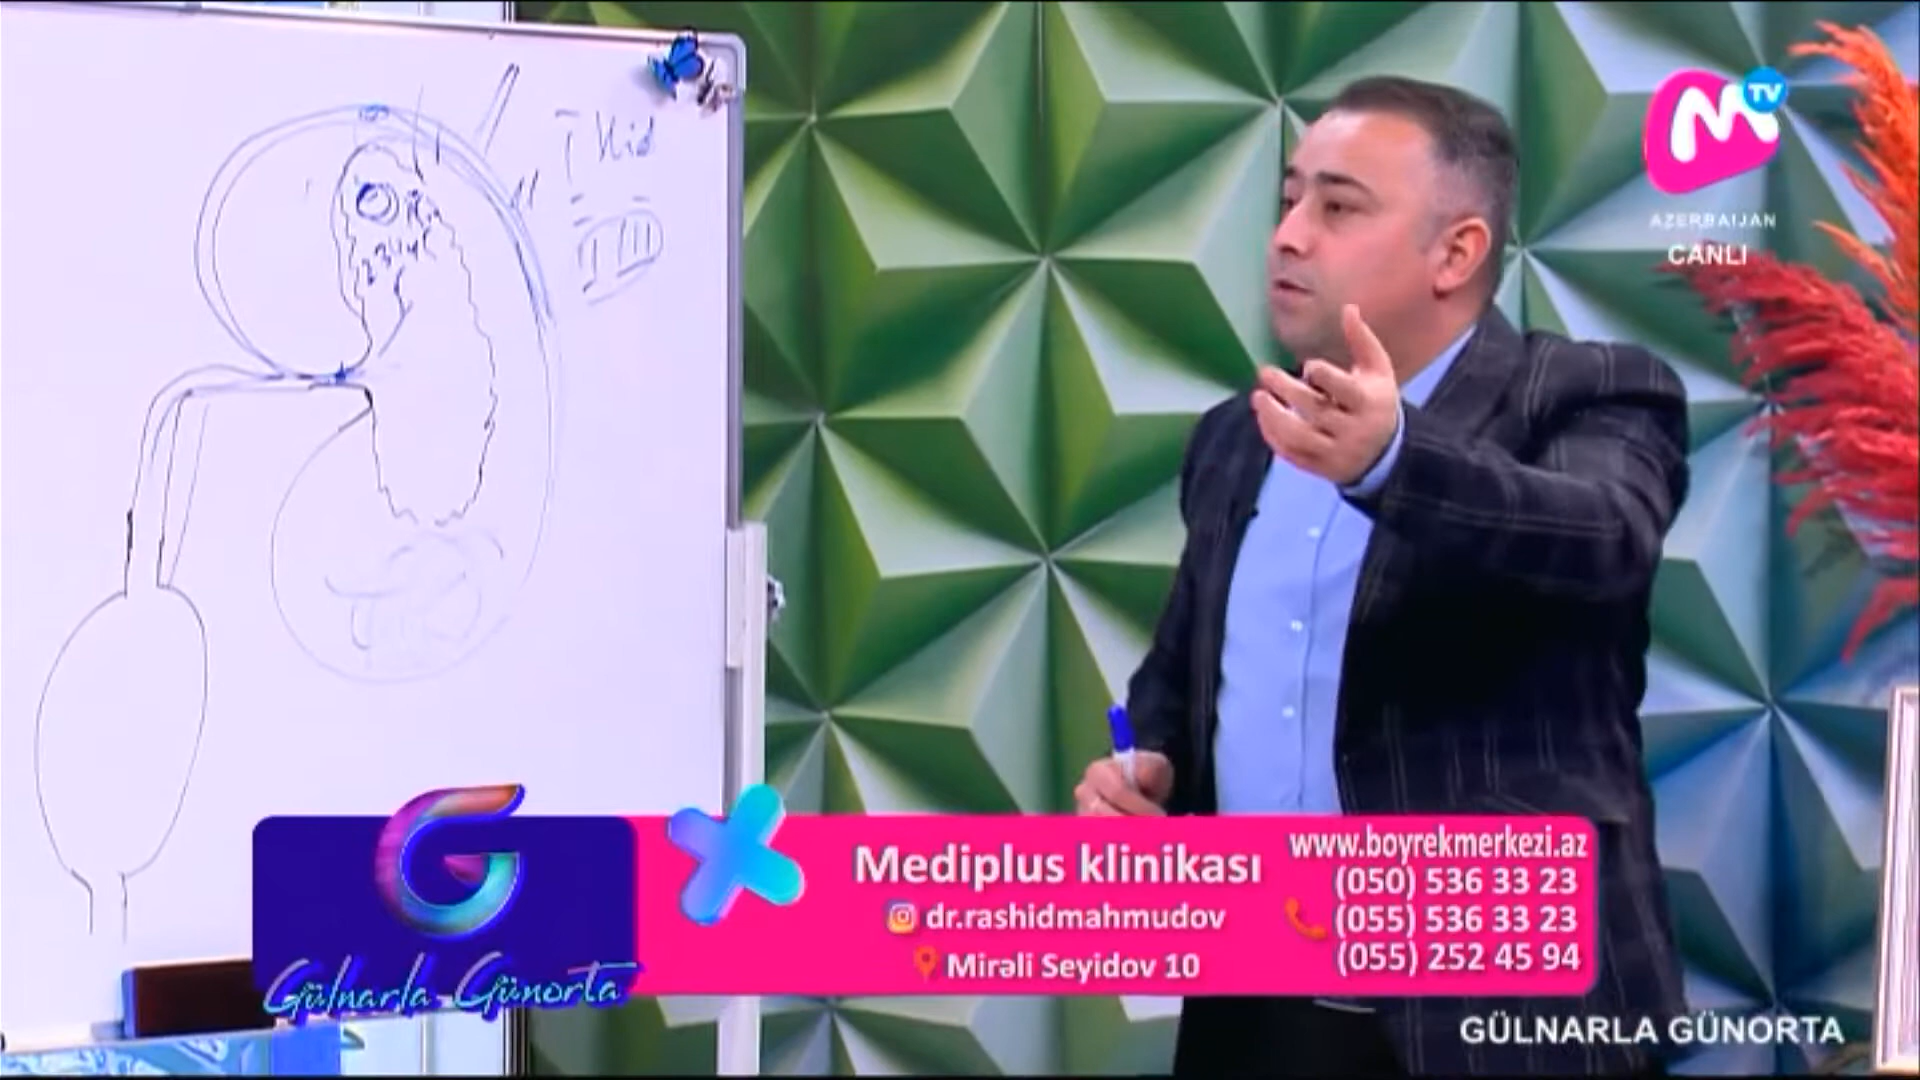 TV
AZERBAIJAN
CANLI
Mediplus klinikası
dr.rashidmahmudov
Mirəli Seyidov 10
www.boyrekmerkezi.az
(050) 536 33 23
(055) 536 33 23
(055) 252 45 94
Gülnarla Günorta
GÜLNARLA GÜNORTA